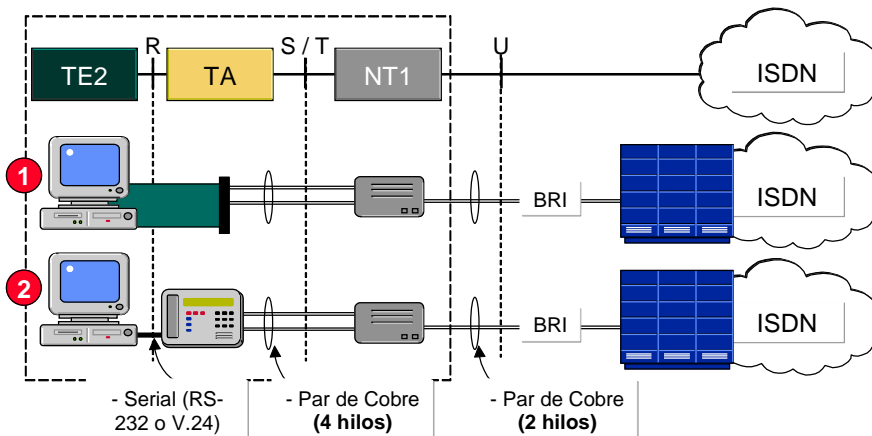 R
S / T
U
TE2
TA
NT1
ISDN
1
BRI
ISDN
2
BRI
ISDN
- Serial (RS-
232 o V.24)
- Par de Cobre
(4 hilos)
- Par de Cobre
(2 hilos)